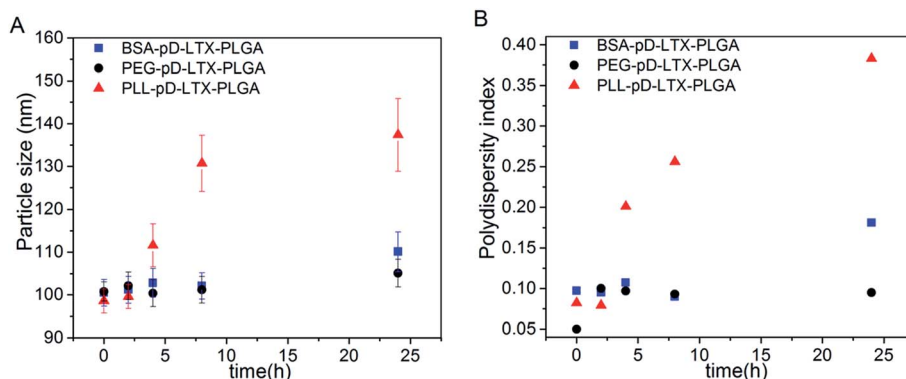 A
160
150
140
130
120
110
100
90
Particle size (nm)
BSA-pD-LTX-PLGA
PEG-pD-LTX-PLGA
PLL-pD-LTX-PLGA
0
5
10
15
20
25
time(h)
B
0.40
0.35
0.30
0.25
0.20
0.15
0.10
0.05
Polydispersity index
BSA-pD-LTX-PLGA
PEG-pD-LTX-PLGA
PLL-pD-LTX-PLGA
0
5
10
15
20
25
time(h)